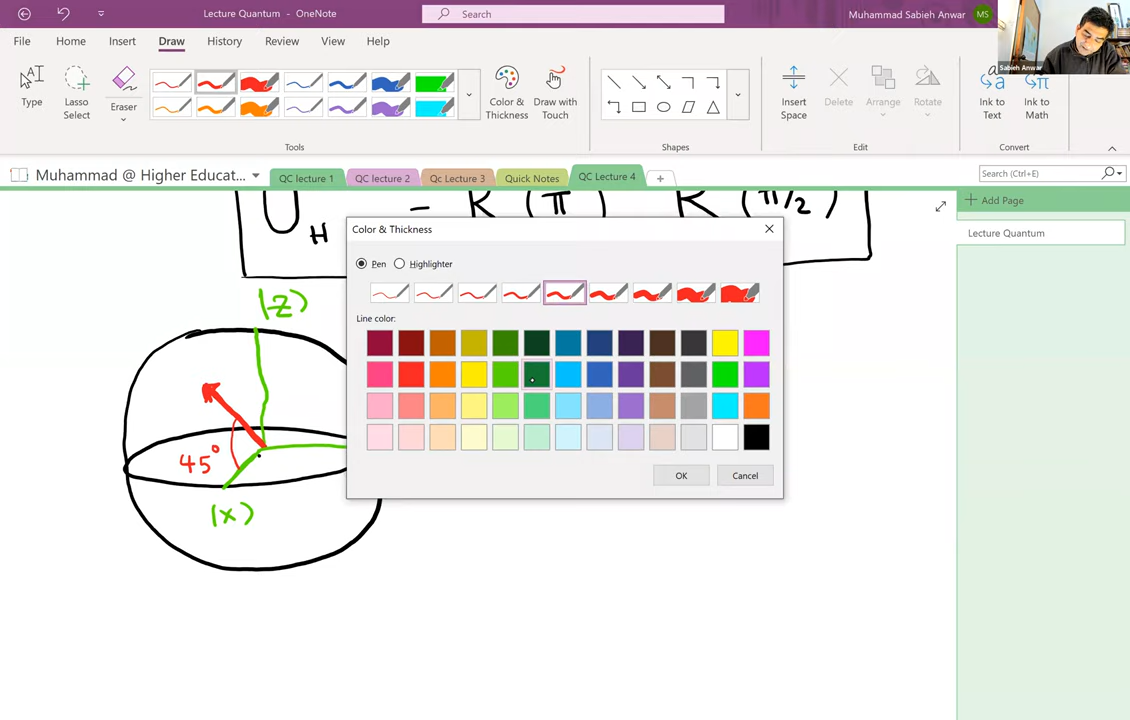 Lecture Quantum - OneNote
Search
Muhammad Sabieh Anwar
MS
File
Home
Insert
Draw
History
Review
View
Help
Type
Lasso Select
Eraser
Color & Thickness
Draw with Touch
Insert Space
Delete
Arrange
Rotate
Ink to Text
Ink to Math
Tools
Shapes
Edit
Convert
Sabieh Anwar
Muhammad @ Higher Educat...
QC lecture 1
QC lecture 2
Qc Lecture 3
Quick Notes
QC Lecture 4
Search (Ctrl+E)
Add Page
Lecture Quantum
U H = R (π) R (π/2)
Color & Thickness
Pen
Highlighter
Line color:
OK
Cancel
|z⟩
45°
|x⟩